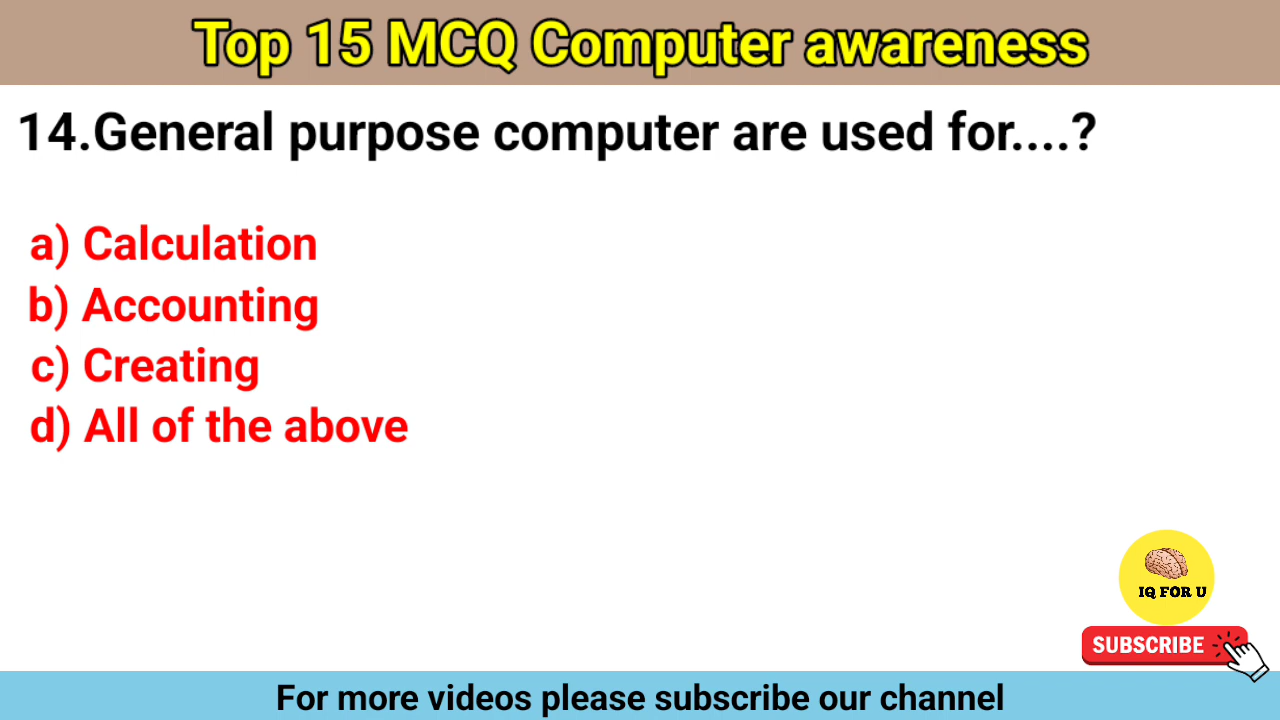 Top 15 MCQ Computer awareness
14.General purpose computer are used for....?
a) Calculation
b) Accounting
c) Creating
d) All of the above
IQ FOR U
SUBSCRIBE
For more videos please subscribe our channel